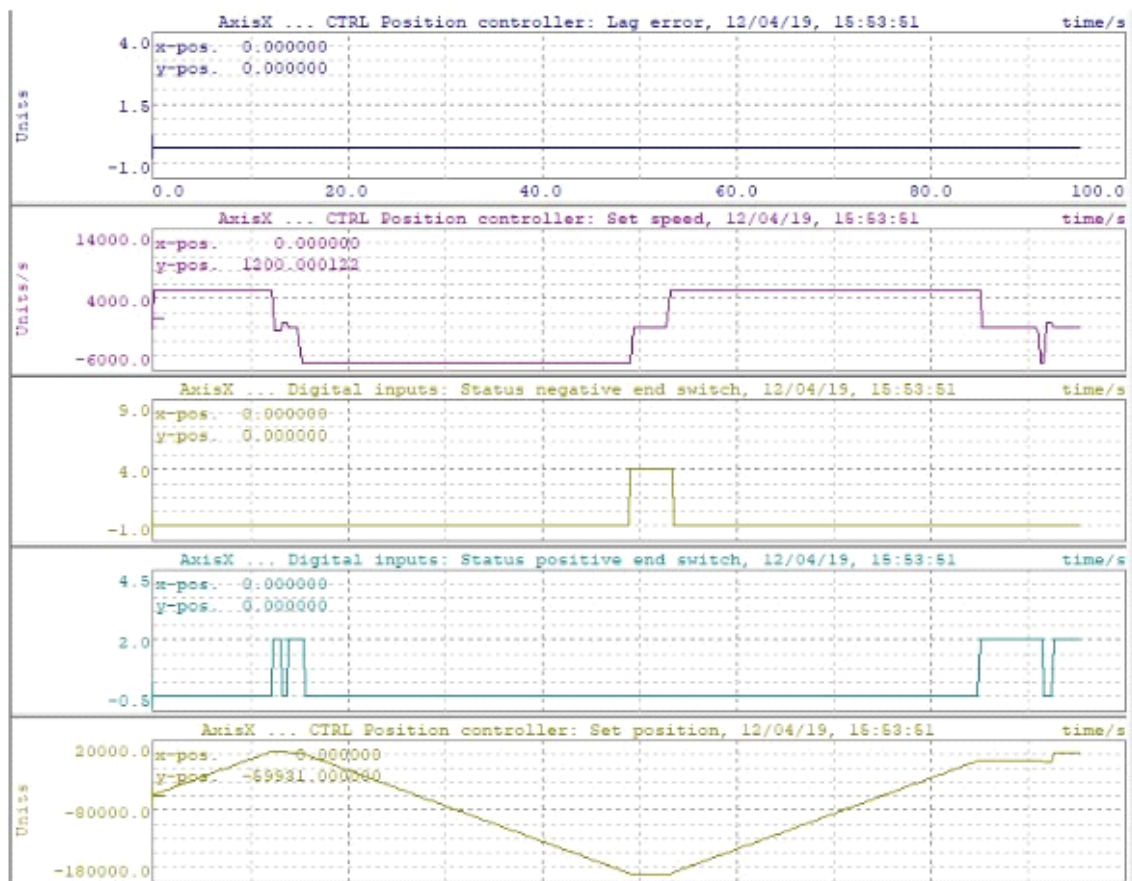 AxisX ... CTRL Position controller: Lag error, 12/04/19, 15:53:51 time/s
4.0 x-pos. 0.000000
y-pos. 0.000000
Units
1.5
-1.0
0.0 20.0 40.0 60.0 80.0 100.0
AxisX ... CTRL Position controller: Set speed, 12/04/19, 15:53:51 time/s
14000.0 x-pos. 0.000000
y-pos. 1200.000122
Units/s
4000.0
-6000.0
AxisX ... Digital inputs: Status negative end switch, 12/04/19, 15:53:51 time/s
9.0 x-pos. 0.000000
y-pos. 0.000000
4.0
-1.0
AxisX ... Digital inputs: Status positive end switch, 12/04/19, 15:53:51 time/s
4.5 x-pos. 0.000000
y-pos. 0.000000
2.0
-0.5
AxisX ... CTRL Position controller: Set position, 12/04/19, 15:53:51 time/s
20000.0 x-pos. 0.000000
y-pos. -59931.000000
Units
-80000.0
-180000.0